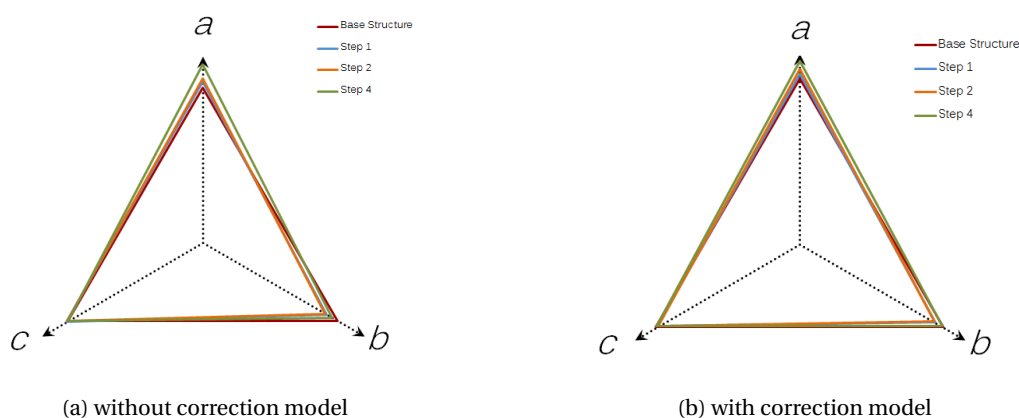 a
Base Structure
Step 1
Step 2
Step 4
c
b
(a) without correction model
a
Base Structure
Step 1
Step 2
Step 4
c
b
(b) with correction model